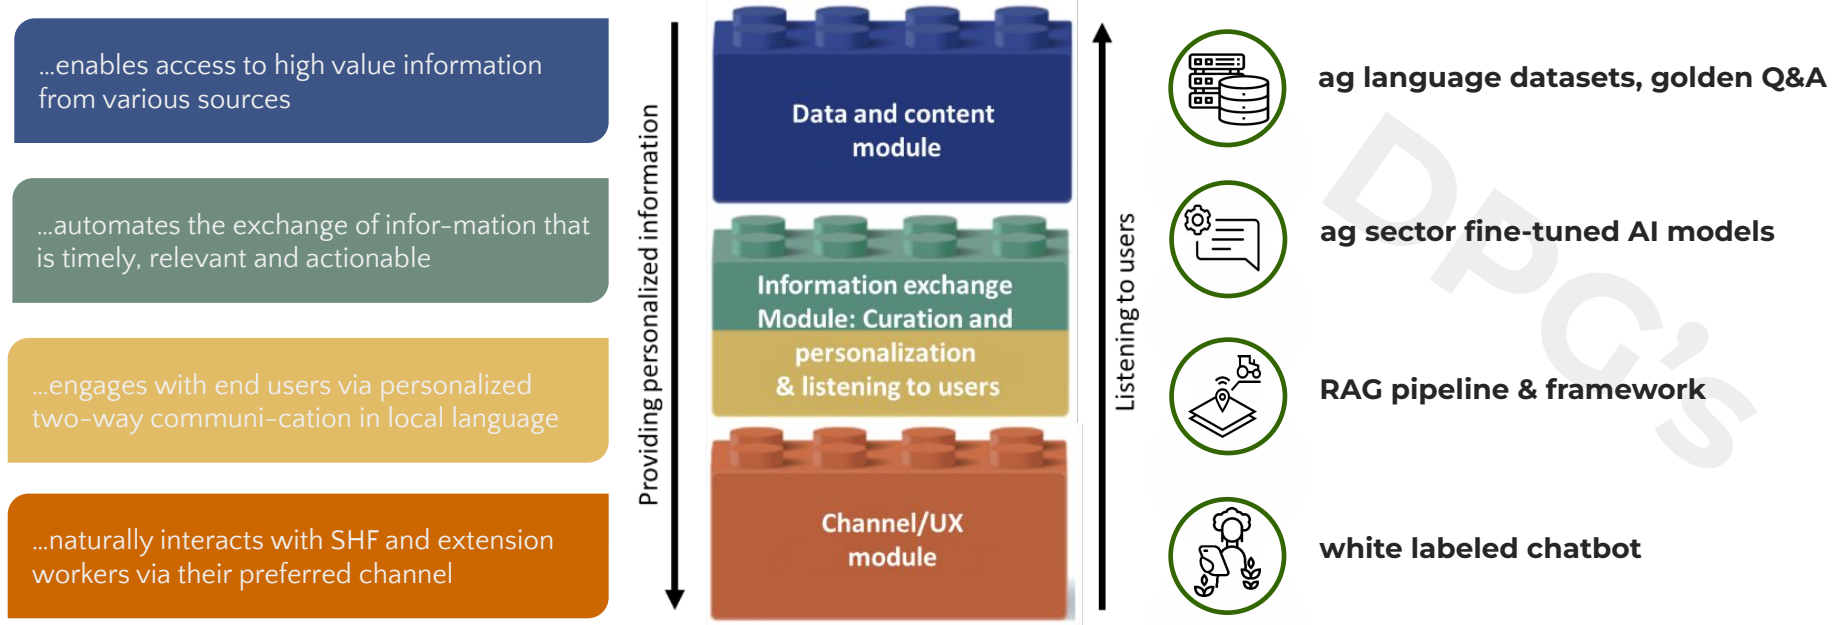 ...enables access to high value information
from various sources
...automates the exchange of infor-mation that
is timely, relevant and actionable
...engages with end users via personalized
two-way communi-cation in local language
...naturally interacts with SHF and extension
workers via their preferred channel
Providing personalized information
Data and content
module
Information exchange
Module: Curation and
personalization
& listening to users
Channel/UX
module
Listening to users
ag language datasets, golden Q&A
ag sector fine-tuned AI models
RAG pipeline & framework
white labeled chatbot
DPG's